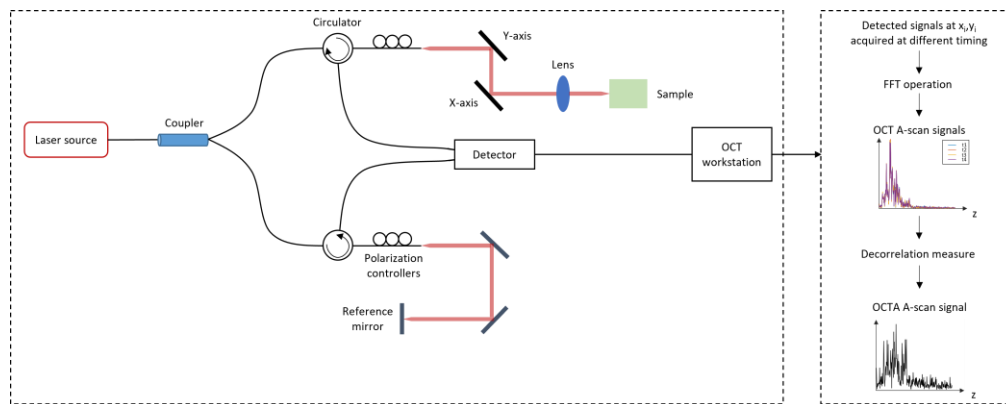 Circulator
Y-axis
Lens
X-axis
Sample
Laser source
Coupler
Detector
OCT
workstation
Polarization
controllers
Reference
mirror
Detected signals at xᵢ,yᵢ
acquired at different timing
FFT operation
OCT A-scan signals
z
Decorrelation measure
OCTA A-scan signal
z